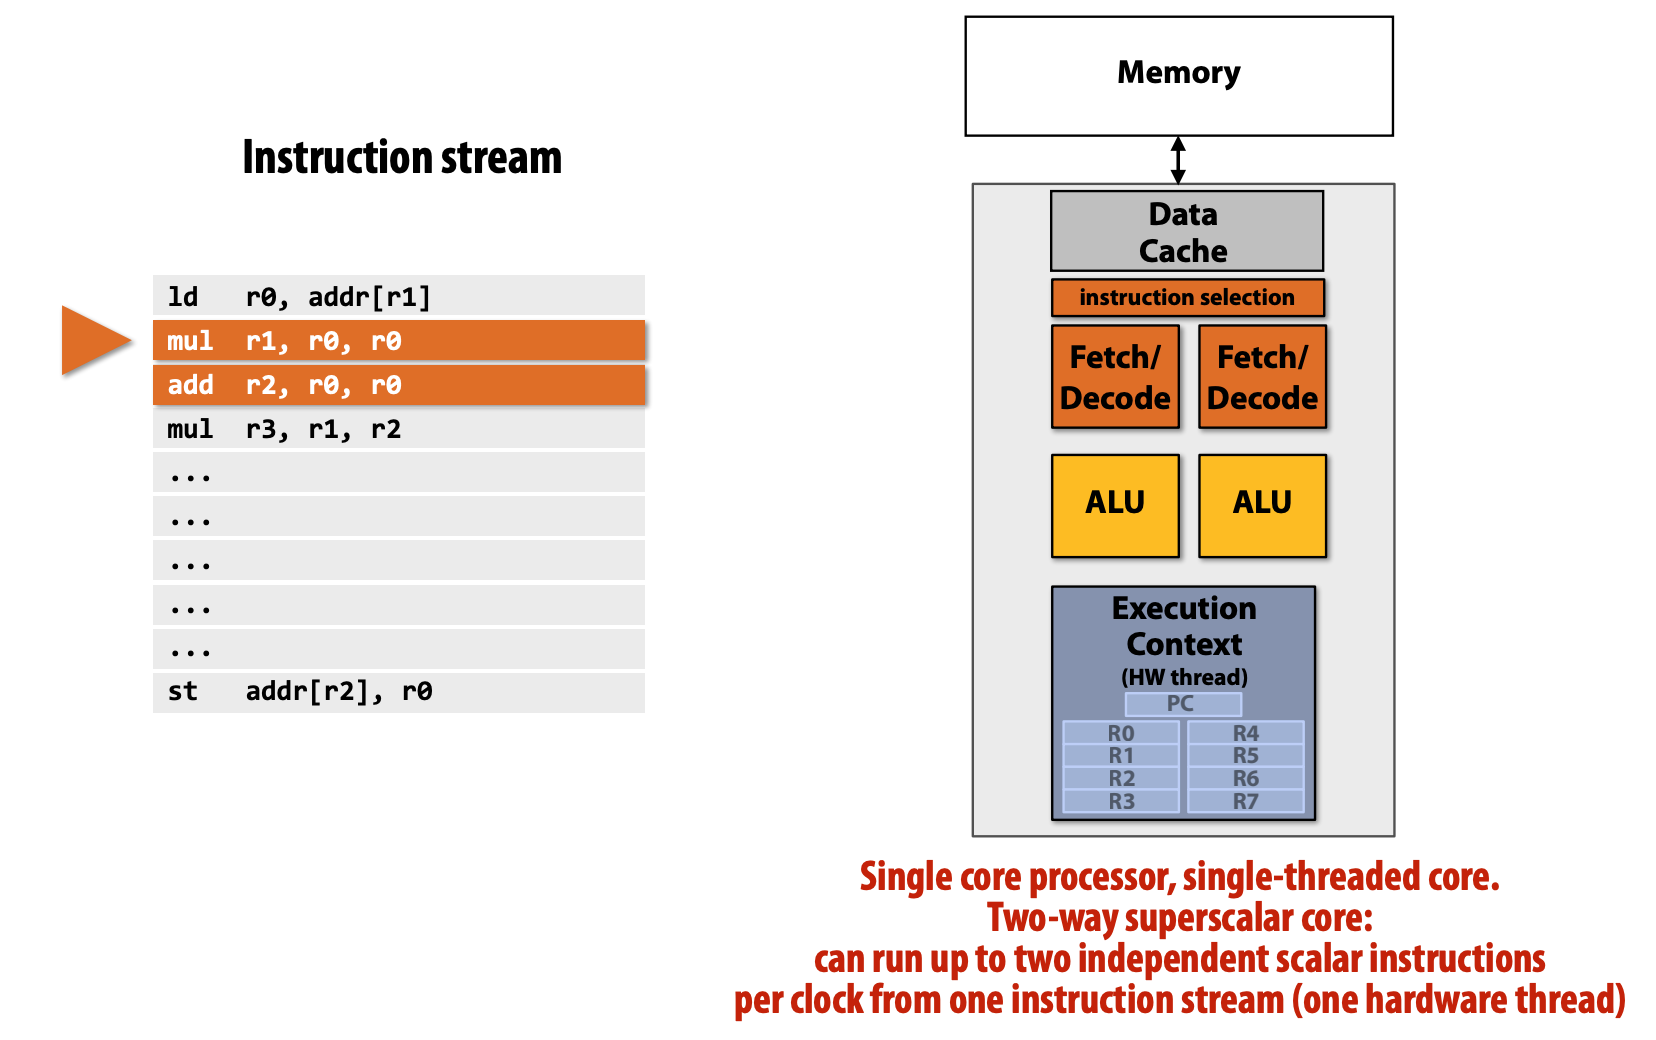 Instruction stream
ld r0, addr[r1]
mul r1, r0, r0
add r2, r0, r0
mul r3, r1, r2
...
...
...
...
...
st addr[r2], r0
Memory
Data
Cache
instruction selection
Fetch/
Decode
Fetch/
Decode
ALU
ALU
Execution
Context
(HW thread)
PC
R0
R1
R2
R3
R4
R5
R6
R7
Single core processor, single-threaded core.
Two-way superscalar core:
can run up to two independent scalar instructions
per clock from one instruction stream (one hardware thread)